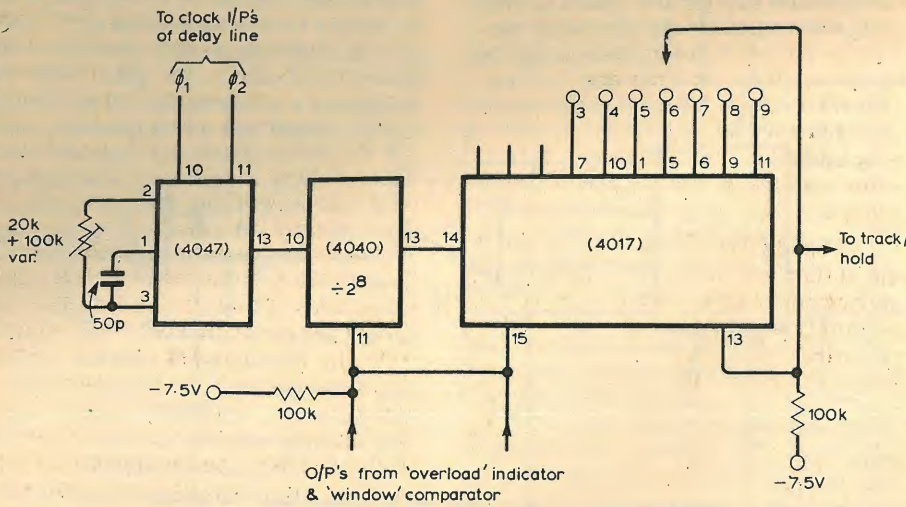 To clock I/P's
of delay line
ϕ1 ϕ2
3 4 5 6 7 8 9
10 11
7 10 1 5 6 9 11
2
20k
+ 100k
var.
1
50p
3
(4047)
13 10
(4040)
÷2⁸
13 14
(4017)
To track/
hold
11
15
13
-7.5V
100k
100k
-7.5V
O/P's from 'overload' indicator
& 'window' comparator